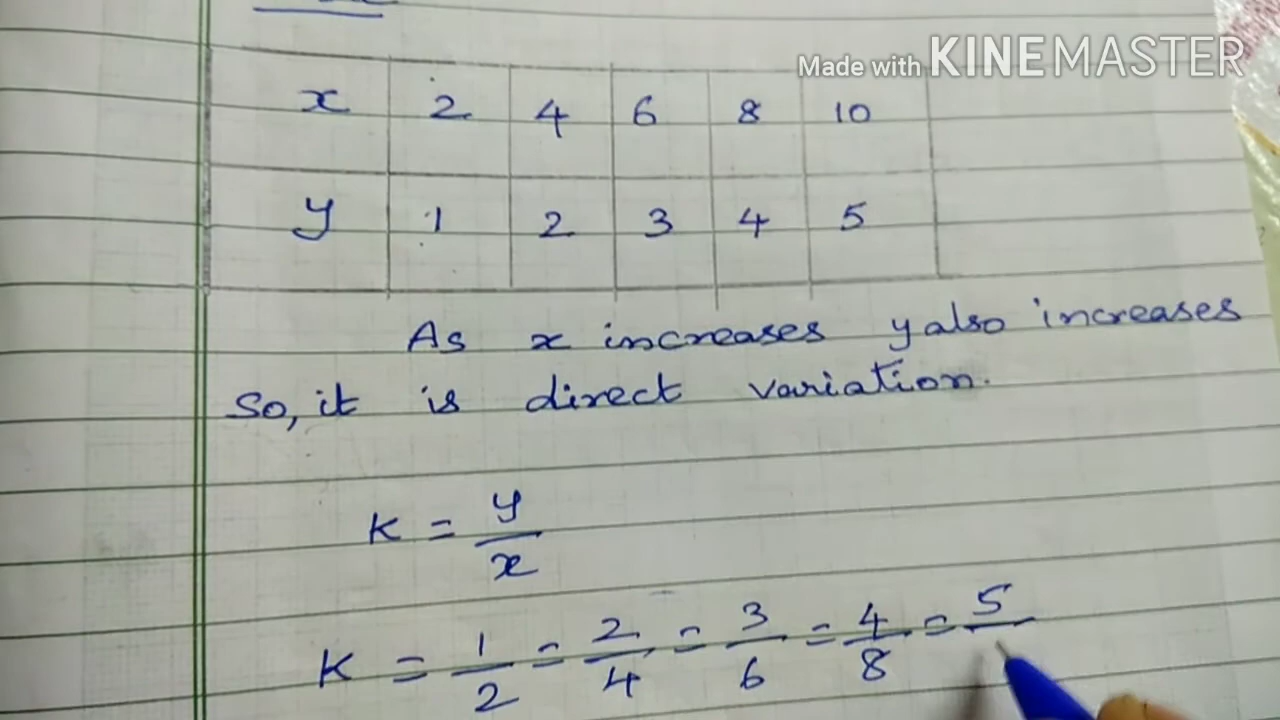 Made with KINEMASTER
x 2 4 6 8 10
y 1 2 3 4 5
As x increases y also increases
So, it is direct variation.
K = y/x
K = 1/2 = 2/4 = 3/6 = 4/8 = 5/